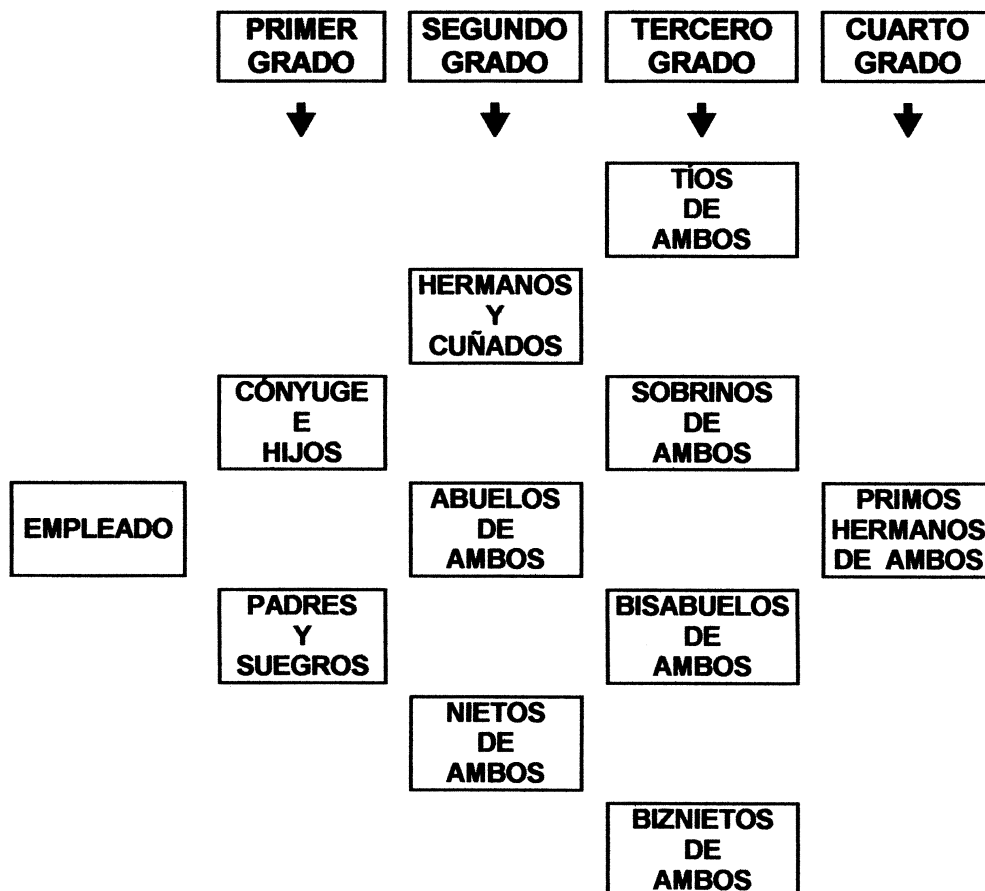 PRIMER
GRADO
SEGUNDO
GRADO
TERCERO
GRADO
CUARTO
GRADO
TÍOS
DE
AMBOS
HERMANOS
Y
CUÑADOS
CÓNYUGE
E
HIJOS
SOBRINOS
DE
AMBOS
EMPLEADO
ABUELOS
DE
AMBOS
PRIMOS
HERMANOS
DE AMBOS
PADRES
Y
SUEGROS
BISABUELOS
DE
AMBOS
NIETOS
DE
AMBOS
BIZNIETOS
DE
AMBOS